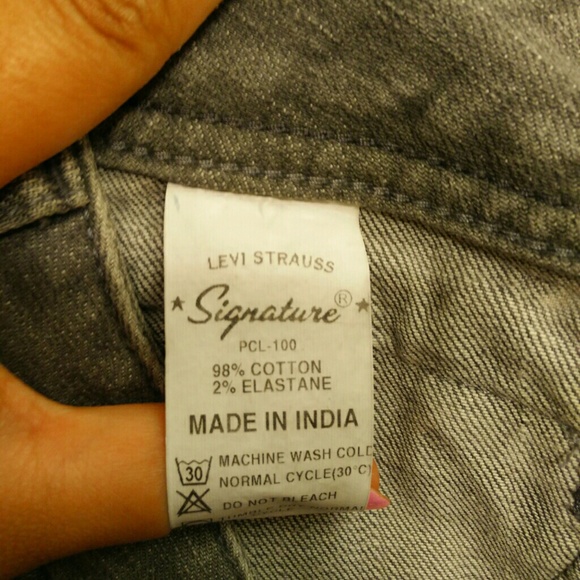 LEVI STRAUSS
Signature®
PCL-100
98% COTTON
2% ELASTANE
MADE IN INDIA
30 MACHINE WASH COLD
NORMAL CYCLE(30°C)
DO NOT BLEACH